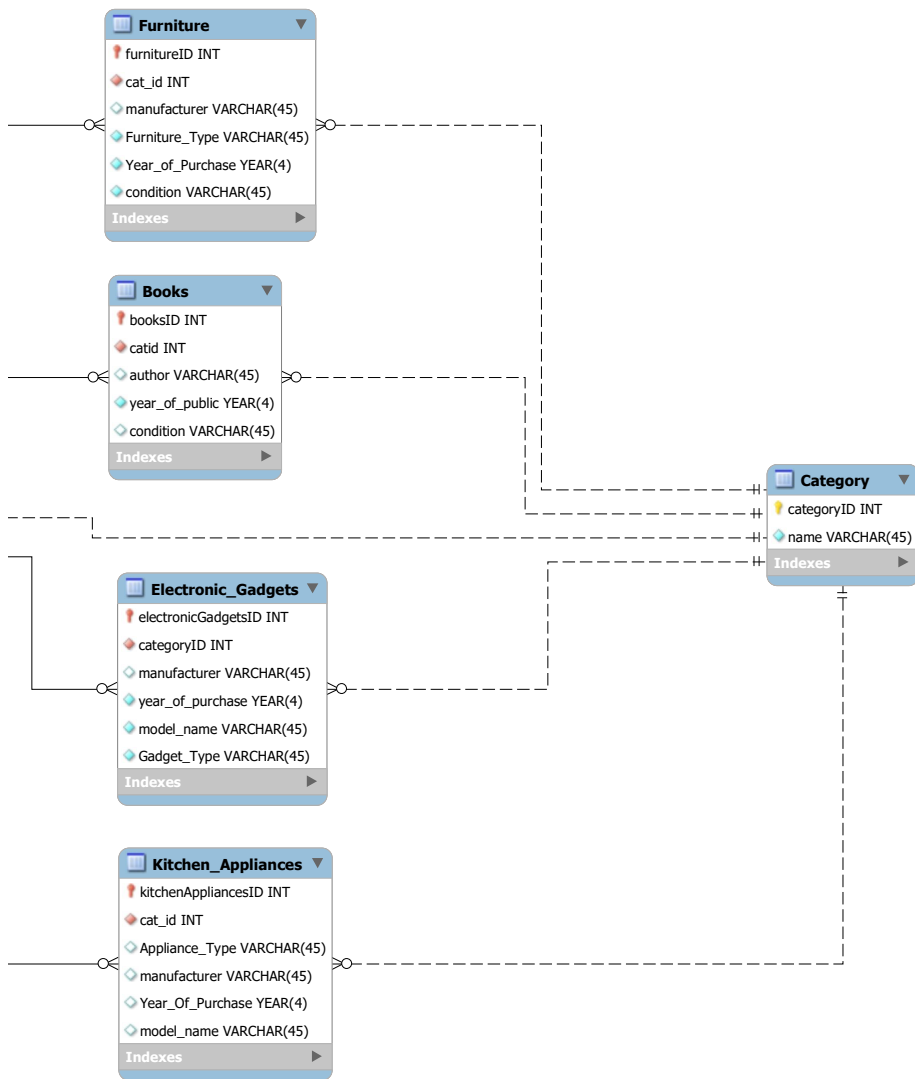 Furniture
furnitureID INT
cat_id INT
manufacturer VARCHAR(45)
Furniture_Type VARCHAR(45)
Year_of_Purchase YEAR(4)
condition VARCHAR(45)
Indexes
Books
booksID INT
catid INT
author VARCHAR(45)
year_of_public YEAR(4)
condition VARCHAR(45)
Indexes
Category
categoryID INT
name VARCHAR(45)
Indexes
Electronic_Gadgets
electronicGadgetsID INT
categoryID INT
manufacturer VARCHAR(45)
year_of_purchase YEAR(4)
model_name VARCHAR(45)
Gadget_Type VARCHAR(45)
Indexes
Kitchen_Appliances
kitchenAppliancesID INT
cat_id INT
Appliance_Type VARCHAR(45)
manufacturer VARCHAR(45)
Year_Of_Purchase YEAR(4)
model_name VARCHAR(45)
Indexes